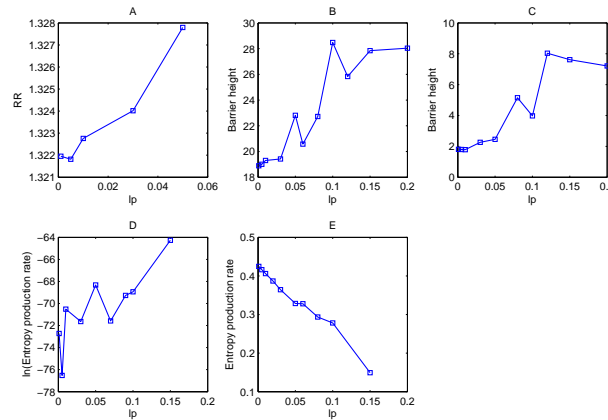 A
1.328
1.327
1.326
1.325
1.324
1.323
1.322
1.321
RR
0 0.02 0.04 0.06
lp
B
30
28
26
24
22
20
18
Barrier height
0 0.05 0.1 0.15 0.2
lp
C
10
8
6
4
2
0
Barrier height
0 0.05 0.1 0.15 0.2
lp
D
−64
−66
−68
−70
−72
−74
−76
−78
ln(Entropy production rate)
0 0.05 0.1 0.15 0.2
lp
E
0.5
0.4
0.3
0.2
0.1
Entropy production rate
0 0.05 0.1 0.15 0.2
lp